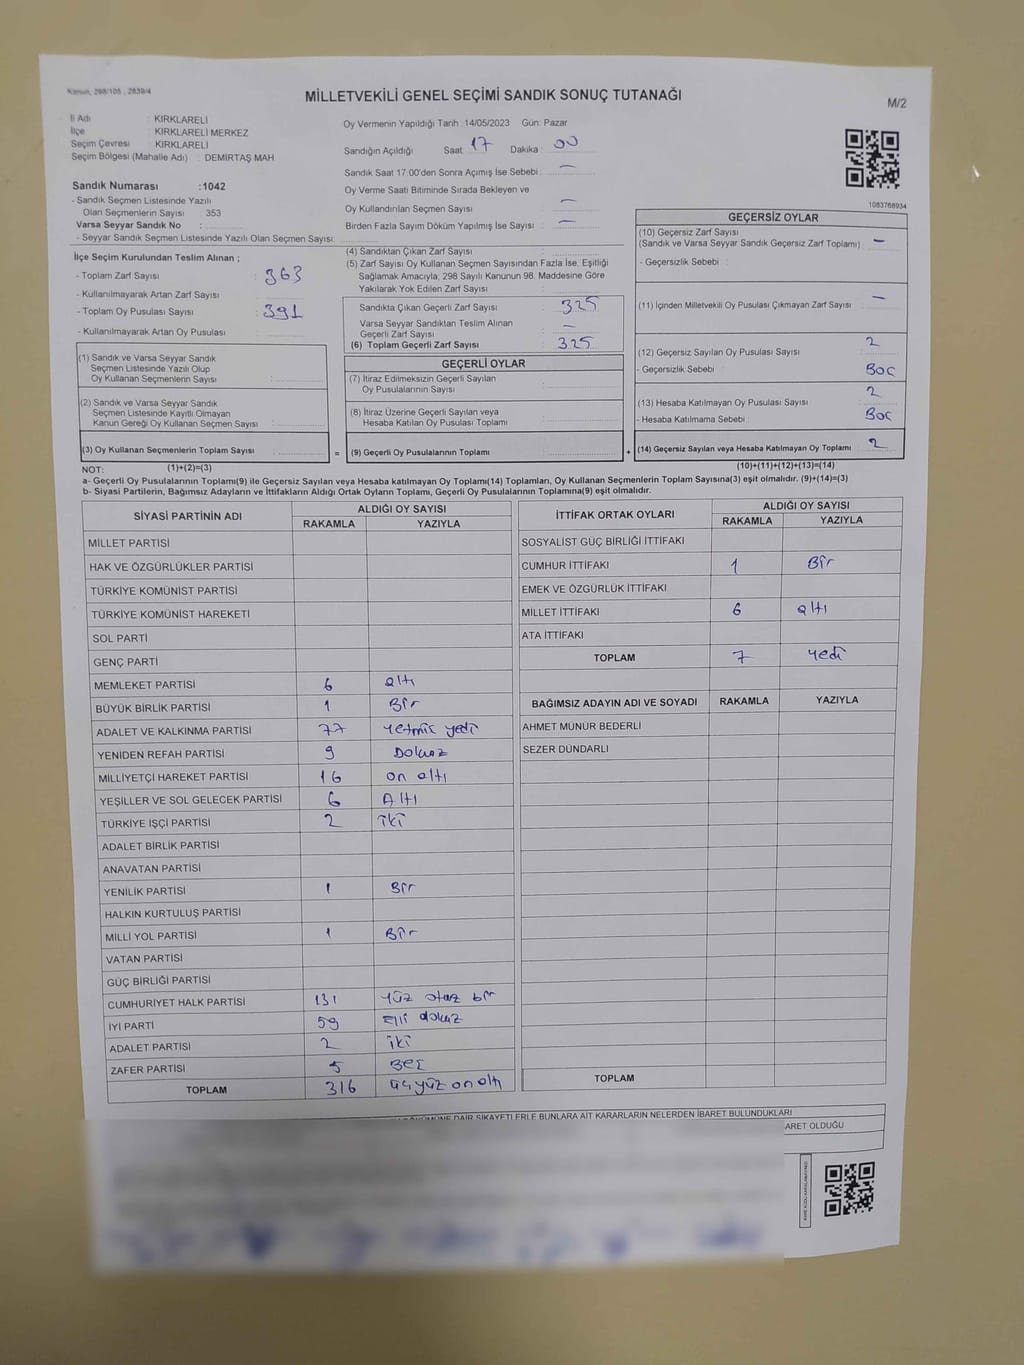 Kanun, 298/105 , 2839/4
MİLLETVEKİLİ GENEL SEÇİMİ SANDIK SONUÇ TUTANAĞI
M/2
İl Adı : KIRKLARELİ
İlçe : KIRKLARELİ MERKEZ
Seçim Çevresi : KIRKLARELİ
Seçim Bölgesi (Mahalle Adı) : DEMİRTAŞ MAH.
Oy Vermenin Yapıldığı Tarih :14/05/2023 Gün: Pazar
Sandığın Açıldığı Saat :17 Dakika : 00
Sandık Saat 17.00'den Sonra Açımış İse Sebebi : —
Oy Verme Saati Bitiminde Sırada Bekleyen ve
Oy Kullandırılan Seçmen Sayısı : —
Birden Fazla Sayım Döküm Yapılmış İse Sayısı : —
1083768934
Sandık Numarası :1042
- Sandık Seçmen Listesinde Yazılı
Olan Seçmenlerin Sayısı 353
Varsa Seyyar Sandık No :
- Seyyar Sandık Seçmen Listesinde Yazılı Olan Seçmen Sayısı:
İlçe Seçim Kurulundan Teslim Alınan ;
- Toplam Zarf Sayısı : 363
- Kullanılmayarak Artan Zarf Sayısı :
- Toplam Oy Pusulası Sayısı : 391
- Kullanılmayarak Artan Oy Pusulası :
(4) Sandıktan Çıkan Zarf Sayısı :
(5) Zarf Sayısı Oy Kullanan Seçmen Sayısından Fazla İse, Eşitliği
Sağlamak Amacıyla, 298 Sayılı Kanunun 98. Maddesine Göre
Yakılarak Yok Edilen Zarf Sayısı :
Sandıkta Çıkan Geçerli Zarf Sayısı : 325
Varsa Seyyar Sandıktan Teslim Alınan
Geçerli Zarf Sayısı : —
(6) Toplam Geçerli Zarf Sayısı : 325
GEÇERSİZ OYLAR
(10) Geçersiz Zarf Sayısı
(Sandık ve Varsa Seyyar Sandık Geçersiz Zarf Toplamı) : —
- Geçersizlik Sebebi :
(11) İçinden Milletvekili Oy Pusulası Çıkmayan Zarf Sayısı : —
(12) Geçersiz Sayılan Oy Pusulası Sayısı : 2
- Geçersizlik Sebebi : Boş
(13) Hesaba Katılmayan Oy Pusulası Sayısı : 2
- Hesaba Katılmama Sebebi : Boş
(14) Geçersiz Sayılan veya Hesaba Katılmayan Oy Toplamı : 2
(10)+(11)+(12)+(13)=(14)
(1) Sandık ve Varsa Seyyar Sandık
Seçmen Listesinde Yazılı Olup
Oy Kullanan Seçmenlerin Sayısı :
(2) Sandık ve Varsa Seyyar Sandık
Seçmen Listesinde Kayıtlı Olmayan
Kanun Gereği Oy Kullanan Seçmen Sayısı :
(3) Oy Kullanan Seçmenlerin Toplam Sayısı :
=
GEÇERLİ OYLAR
(7) İtiraz Edilmeksizin Geçerli Sayılan
Oy Pusulalarının Sayısı :
(8) İtiraz Üzerine Geçerli Sayılan veya
Hesaba Katılan Oy Pusulası Toplamı :
(9) Geçerli Oy Pusulalarının Toplamı :
+
NOT: (1)+(2)=(3)
a- Geçerli Oy Pusulalarının Toplamı(9) ile Geçersiz Sayılan veya Hesaba katılmayan Oy Toplamı(14) Toplamları, Oy Kullanan Seçmenlerin Toplam Sayısına(3) eşit olmalıdır. (9)+(14)=(3)
b- Siyasi Partilerin, Bağımsız Adayların ve İttifakların Aldığı Ortak Oyların Toplamı, Geçerli Oy Pusulalarının Toplamına(9) eşit olmalıdır.
SİYASİ PARTİNİN ADI
ALDIĞI OY SAYISI
RAKAMLA YAZIYLA
MİLLET PARTİSİ
HAK VE ÖZGÜRLÜKLER PARTİSİ
TÜRKİYE KOMÜNİST PARTİSİ
TÜRKİYE KOMÜNİST HAREKETİ
SOL PARTİ
GENÇ PARTİ
MEMLEKET PARTİSİ 6 altı
BÜYÜK BİRLİK PARTİSİ 1 Bir
ADALET VE KALKINMA PARTİSİ 77 Yetmiş yedi
YENİDEN REFAH PARTİSİ 9 Dokuz
MİLLİYETÇİ HAREKET PARTİSİ 16 on altı
YEŞİLLER VE SOL GELECEK PARTİSİ 6 Altı
TÜRKİYE İŞÇİ PARTİSİ 2 iki
ADALET BİRLİK PARTİSİ
ANAVATAN PARTİSİ
YENİLİK PARTİSİ 1 Bir
HALKIN KURTULUŞ PARTİSİ
MİLLİ YOL PARTİSİ 1 Bir
VATAN PARTİSİ
GÜÇ BİRLİĞİ PARTİSİ
CUMHURİYET HALK PARTİSİ 131 Yüz otuz bir
İYİ PARTİ 59 Elli dokuz
ADALET PARTİSİ 2 iki
ZAFER PARTİSİ 5 Beş
TOPLAM 316 üçyüz on altı
İTTİFAK ORTAK OYLARI
ALDIĞI OY SAYISI
RAKAMLA YAZIYLA
SOSYALİST GÜÇ BİRLİĞİ İTTİFAKI
CUMHUR İTTİFAKI 1 Bir
EMEK VE ÖZGÜRLÜK İTTİFAKI
MİLLET İTTİFAKI 6 altı
ATA İTTİFAKI
TOPLAM 7 yedi
BAĞIMSIZ ADAYIN ADI VE SOYADI RAKAMLA YAZIYLA
AHMET MÜNÜR BEDERLİ
SEZER DÜNDARLI
TOPLAM
DAİR ŞİKAYETLERLE BUNLARA AİT KARARLARIN NELERDEN İBARET BULUNDUKLARI
ARET OLDUĞU